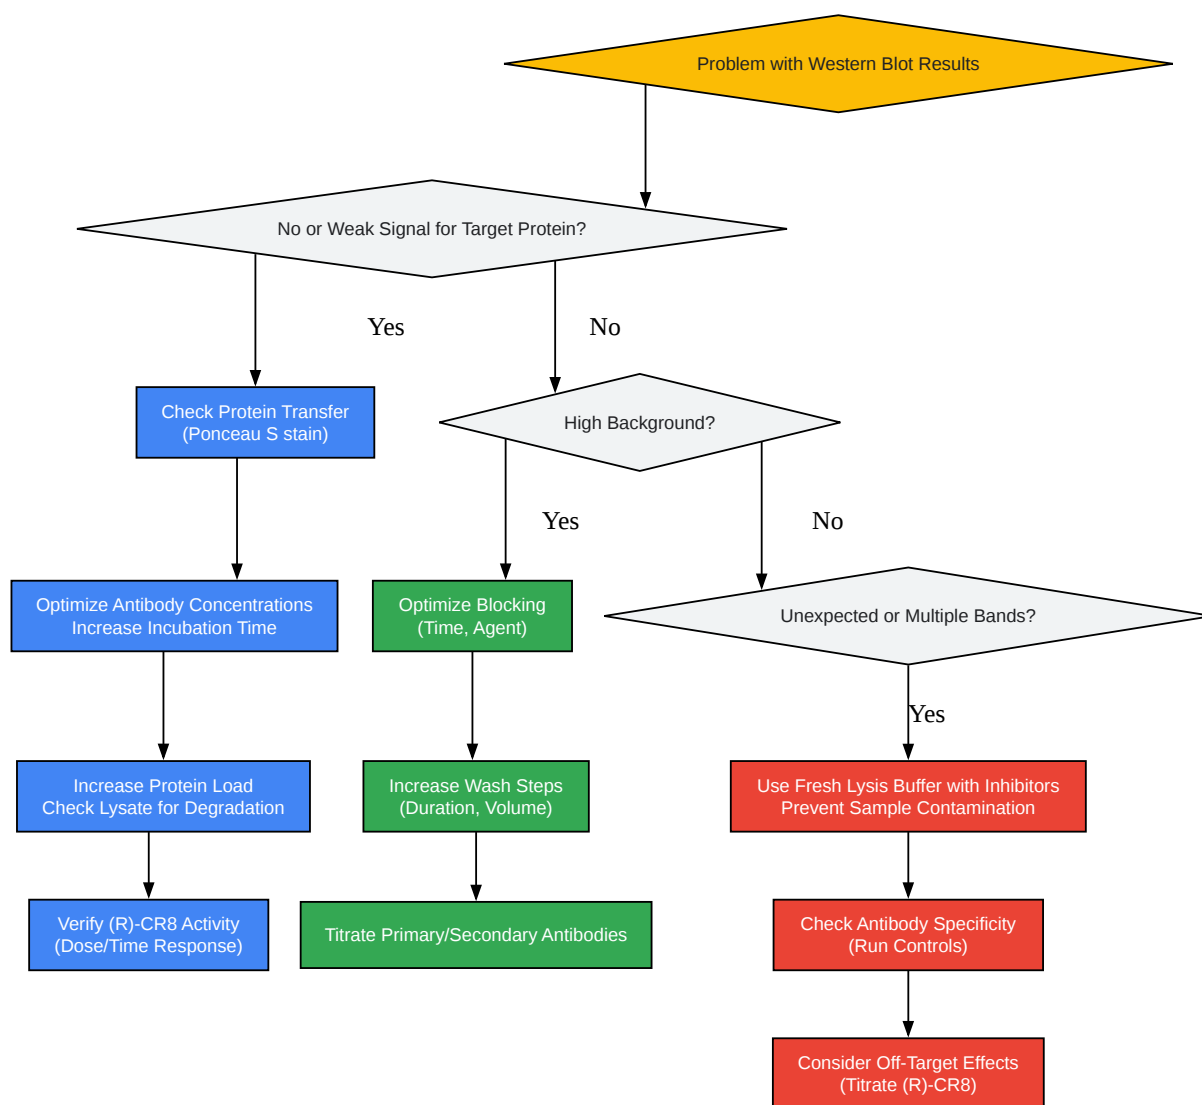 Problem with Western Blot Results
No or Weak Signal for Target Protein?
Yes
No
Check Protein Transfer
(Ponceau S stain)
High Background?
Yes
No
Optimize Antibody Concentrations
Increase Incubation Time
Optimize Blocking
(Time, Agent)
Unexpected or Multiple Bands?
Yes
Increase Protein Load
Check Lysate for Degradation
Increase Wash Steps
(Duration, Volume)
Use Fresh Lysis Buffer with Inhibitors
Prevent Sample Contamination
Verify (R)-CR8 Activity
(Dose/Time Response)
Titrate Primary/Secondary Antibodies
Check Antibody Specificity
(Run Controls)
Consider Off-Target Effects
(Titrate (R)-CR8)